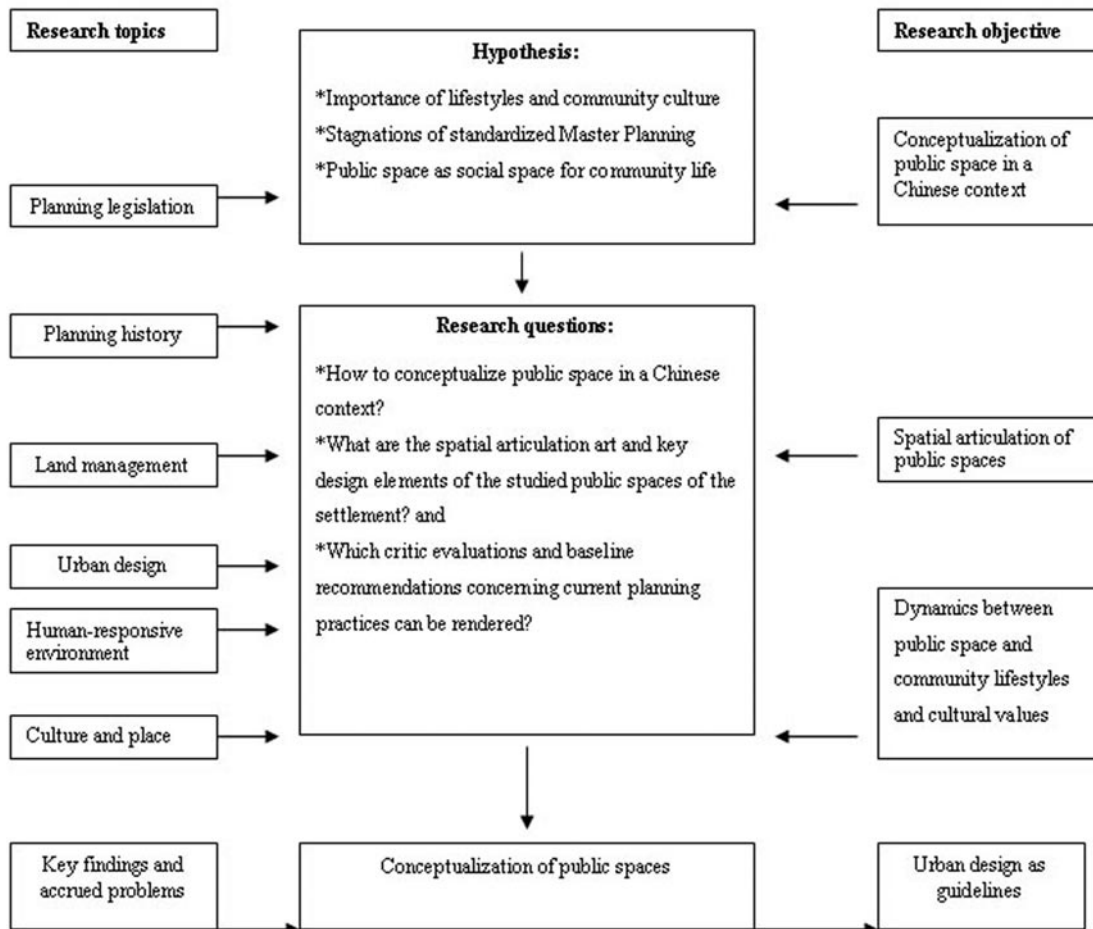 Research topics
Planning legislation
Planning history
Land management
Urban design
Human-responsive
environment
Culture and place
Key findings and
accrued problems
Hypothesis:
*Importance of lifestyles and community culture
*Stagnations of standardized Master Planning
*Public space as social space for community life
Research questions:
*How to conceptualize public space in a Chinese
context?
*What are the spatial articulation art and key
design elements of the studied public spaces of the
settlement? and
*Which critic evaluations and baseline
recommendations concerning current planning
practices can be rendered?
Conceptualization of public spaces
Research objective
Conceptualization of
public space in a
Chinese context
Spatial articulation of
public spaces
Dynamics between
public space and
community lifestyles
and cultural values
Urban design as
guidelines